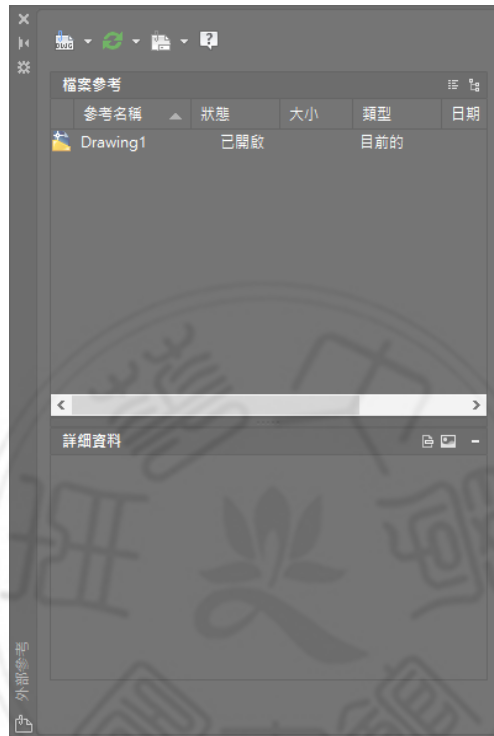 DWG
?
檔案參考
參考名稱 狀態 大小 類型 日期
Drawing1 已開啟 目前的
詳細資料
外部參考